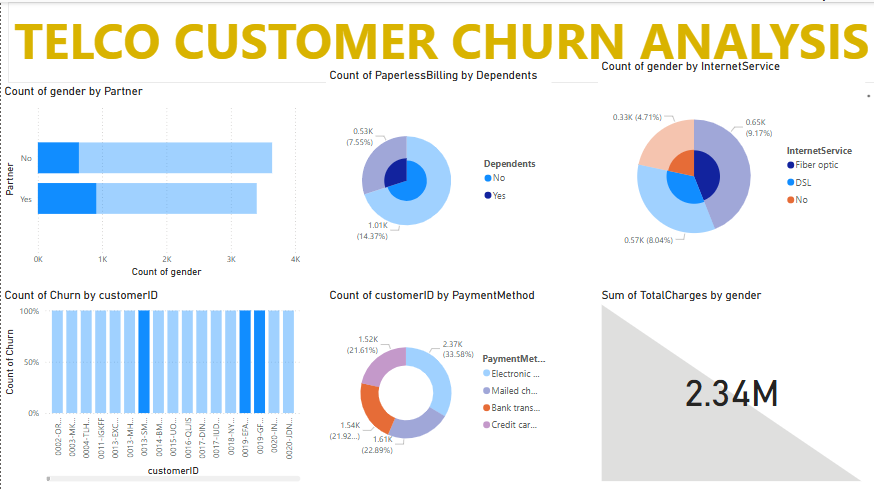 TELCO CUSTOMER CHURN ANALYSIS
Count of gender by Partner
Partner
No
Yes
0K 1K 2K 3K 4K
Count of gender
Count of PaperlessBilling by Dependents
0.53K
(7.55%)
1.01K
(14.37%)
Dependents
No
Yes
Count of gender by InternetService
0.33K (4.71%)
0.65K
(9.17%)
0.57K (8.04%)
InternetService
Fiber optic
DSL
No
Count of Churn by customerID
Count of Churn
100%
50%
0%
0002-OR...
0003-MK...
0004-TLH...
0011-IGKFF
0013-EXC...
0013-MH...
0013-SM...
0014-BM...
0015-UO...
0016-QLJIS
0017-DIN...
0017-IUD...
0018-NY...
0019-EFA...
0019-GF...
0020-IN...
0020-JDN...
customerID
Count of customerID by PaymentMethod
1.52K
(21.61%)
2.37K
(33.58%)
1.54K
(21.92...)
1.61K
(22.89%)
PaymentMet...
Electronic ...
Mailed ch...
Bank trans...
Credit car...
Sum of TotalCharges by gender
2.34M